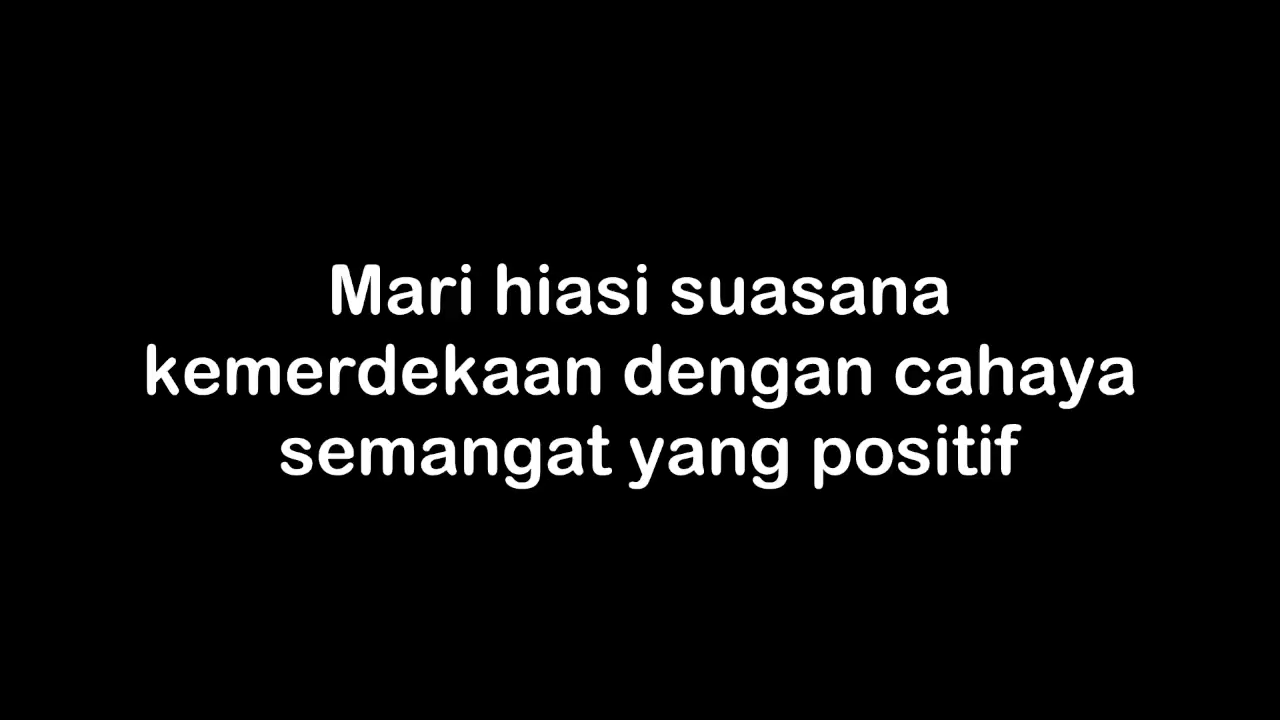 Mari hiasi suasana
kemerdekaan dengan cahaya
semangat yang positif